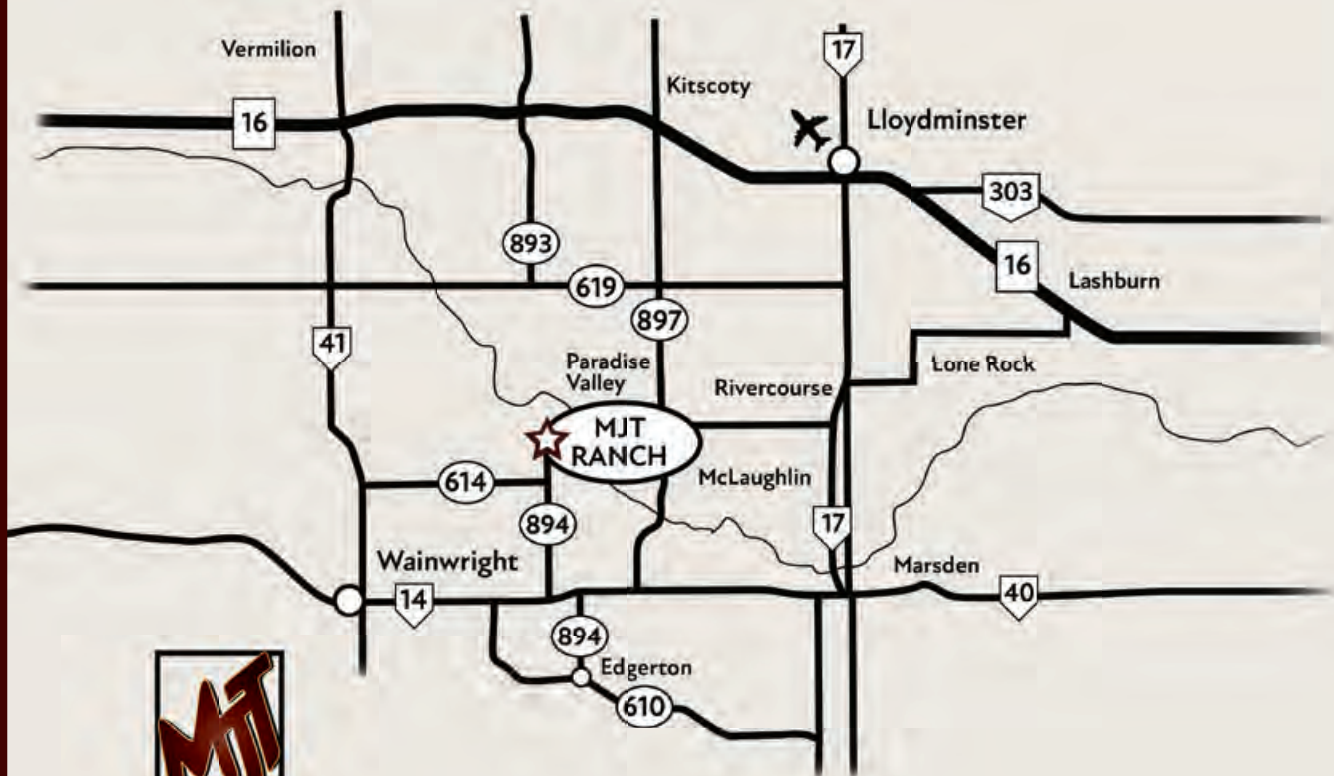 17
Vermilion
Kitscoty
16
Lloydminster
303
893
16
619
Lashburn
897
41
Paradise
Valley
Lone Rock
Rivercourse
MJT
RANCH
614
McLaughlin
894
17
Wainwright
Marsden
14
40
894
Edgerton
610
MJT